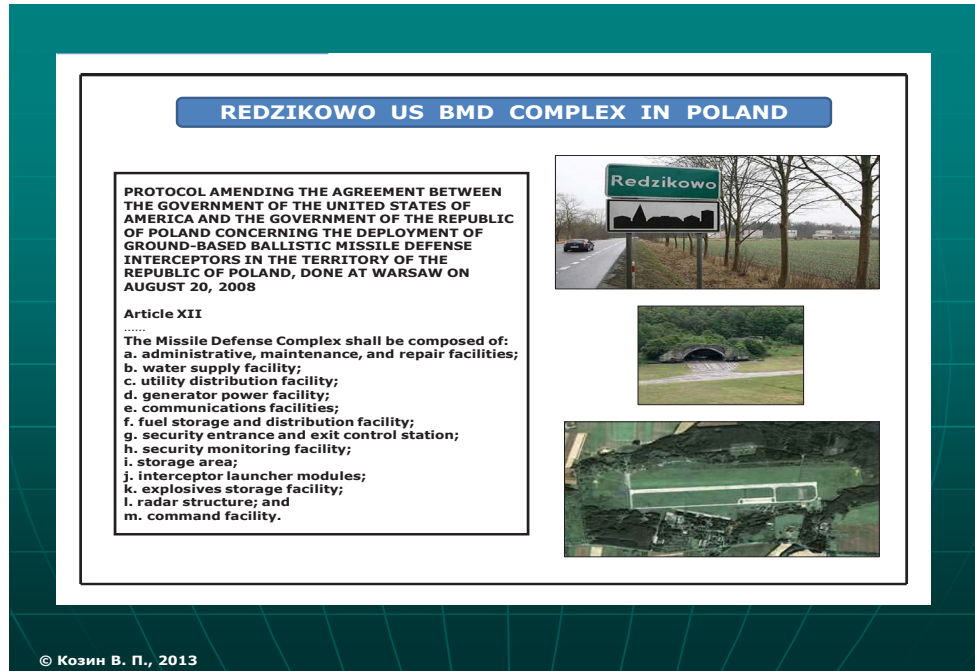 REDZIKOWO US BMD COMPLEX IN POLAND
PROTOCOL AMENDING THE AGREEMENT BETWEEN
THE GOVERNMENT OF THE UNITED STATES OF
AMERICA AND THE GOVERNMENT OF THE REPUBLIC
OF POLAND CONCERNING THE DEPLOYMENT OF
GROUND-BASED BALLISTIC MISSILE DEFENSE
INTERCEPTORS IN THE TERRITORY OF THE
REPUBLIC OF POLAND, DONE AT WARSAW ON
AUGUST 20, 2008
Article XII
......
The Missile Defense Complex shall be composed of:
a. administrative, maintenance, and repair facilities;
b. water supply facility;
c. utility distribution facility;
d. generator power facility;
e. communications facilities;
f. fuel storage and distribution facility;
g. security entrance and exit control station;
h. security monitoring facility;
i. storage area;
j. interceptor launcher modules;
k. explosives storage facility;
l. radar structure; and
m. command facility.
Redzikowo
© Козин В. П., 2013